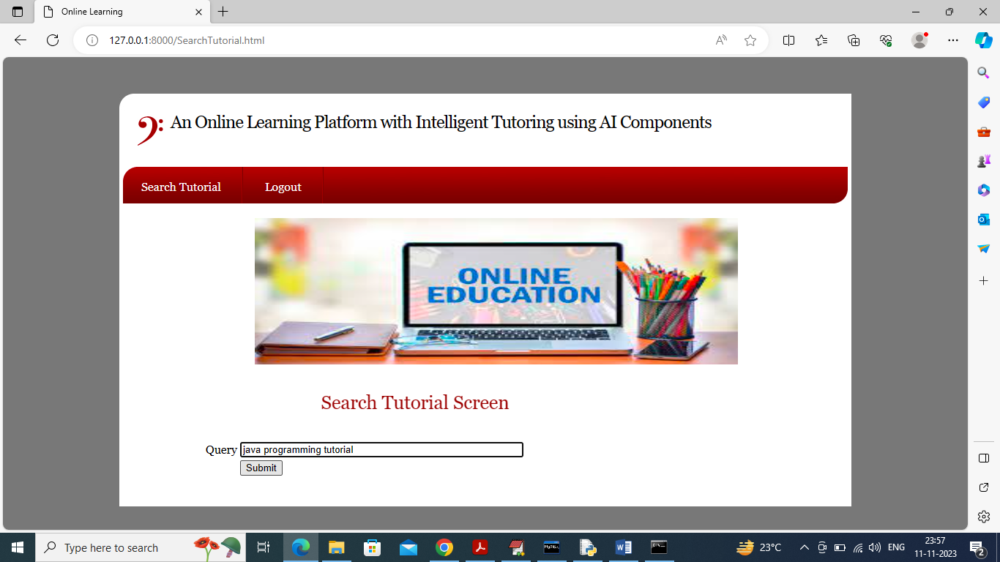 Online Learning
127.0.0.1:8000/SearchTutorial.html
An Online Learning Platform with Intelligent Tutoring using AI Components
Search Tutorial Logout
ONLINE
EDUCATION
Search Tutorial Screen
Query java programming tutorial
Submit
Type here to search
23°C
ENG
23:57
11-11-2023
2